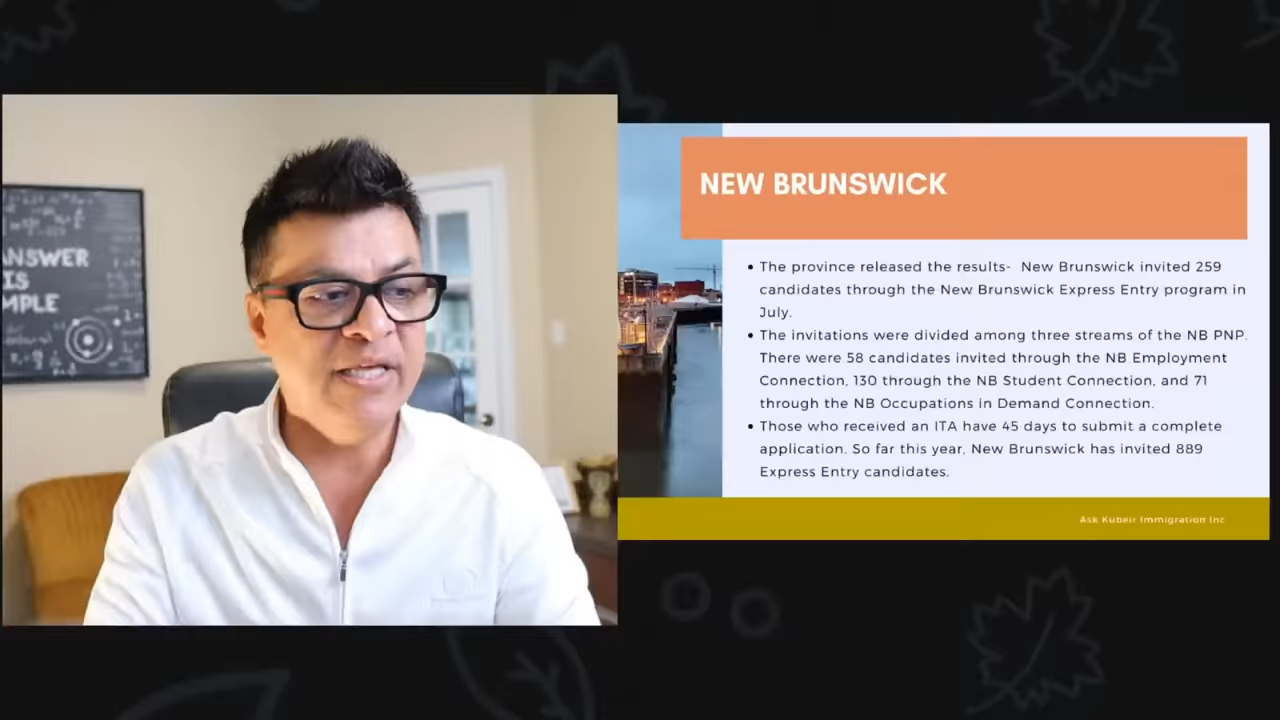 ANSWER
IS
MPLE
NEW BRUNSWICK
The province released the results-  New Brunswick invited 259
candidates through the New Brunswick Express Entry program in
July.
The invitations were divided among three streams of the NB PNP.
There were 58 candidates invited through the NB Employment
Connection, 130 through the NB Student Connection, and 71
through the NB Occupations in Demand Connection.
Those who received an ITA have 45 days to submit a complete
application. So far this year, New Brunswick has invited 889
Express Entry candidates.
Ask Kubeir Immigration Inc